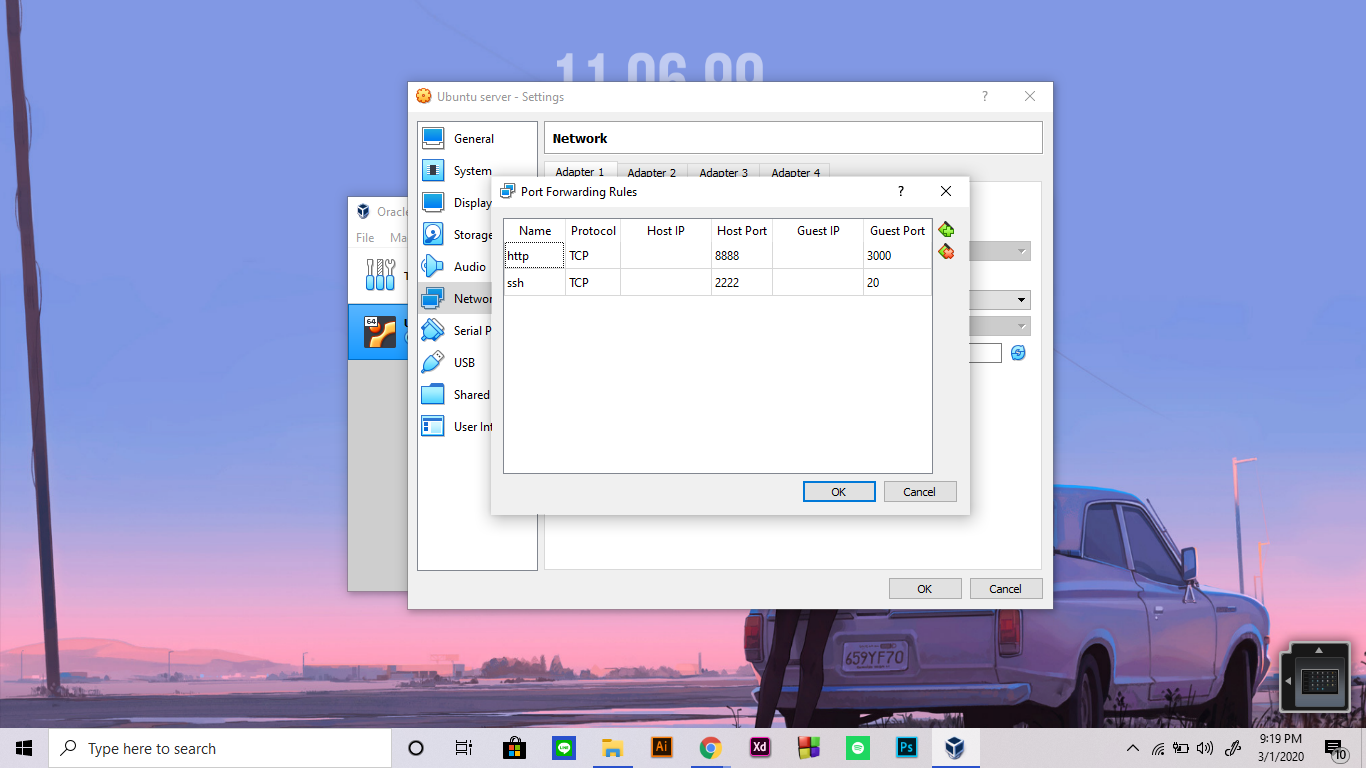 11.06.99
Ubuntu server - Settings
?
General
System
Display
Storage
Audio
Serial P
USB
Shared
User Int
Network
Adapter 1 Adapter 2 Adapter 3 Adapter 4
Oracle
File Ma
64
Port Forwarding Rules
?
Name Protocol Host IP Host Port Guest IP Guest Port
http TCP 8888 3000
ssh TCP 2222 20
OK Cancel
OK Cancel
659YF70
Type here to search
Ai
Xd
Ps
9:19 PM
3/1/2020
10